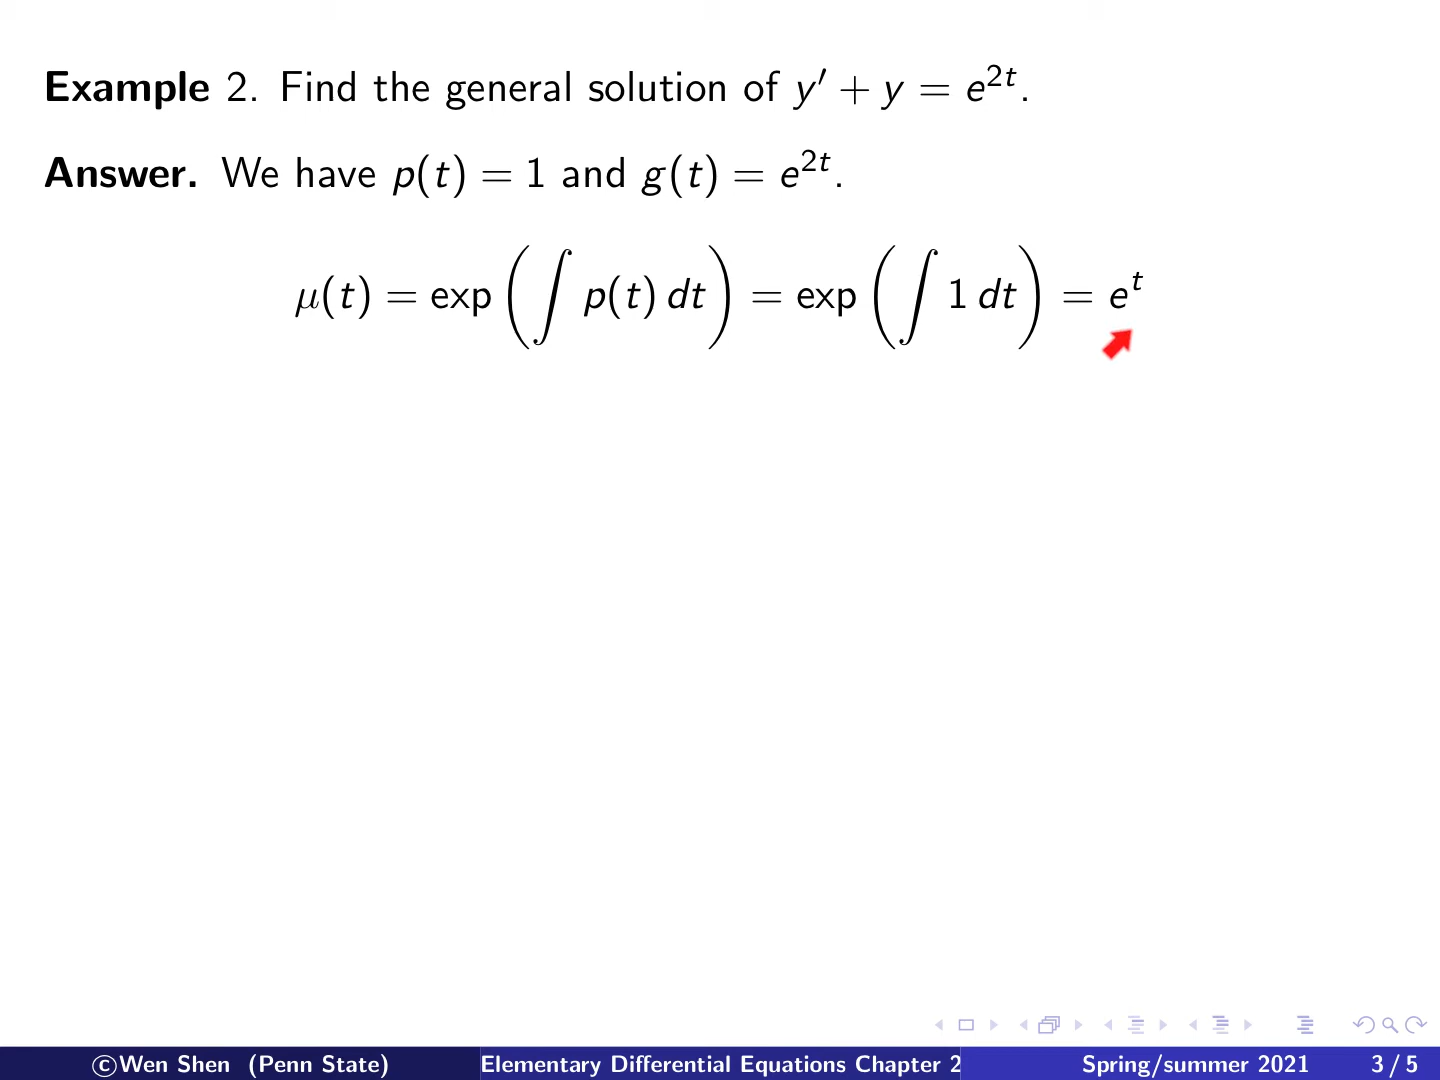 Example 2. Find the general solution of y′ + y = e^{2t}.
Answer. We have p(t) = 1 and g(t) = e^{2t}.
μ(t) = exp (∫ p(t) dt) = exp (∫ 1 dt) = e^t
©Wen Shen (Penn State) Elementary Differential Equations Chapter 2 Spring/summer 2021 3 / 5